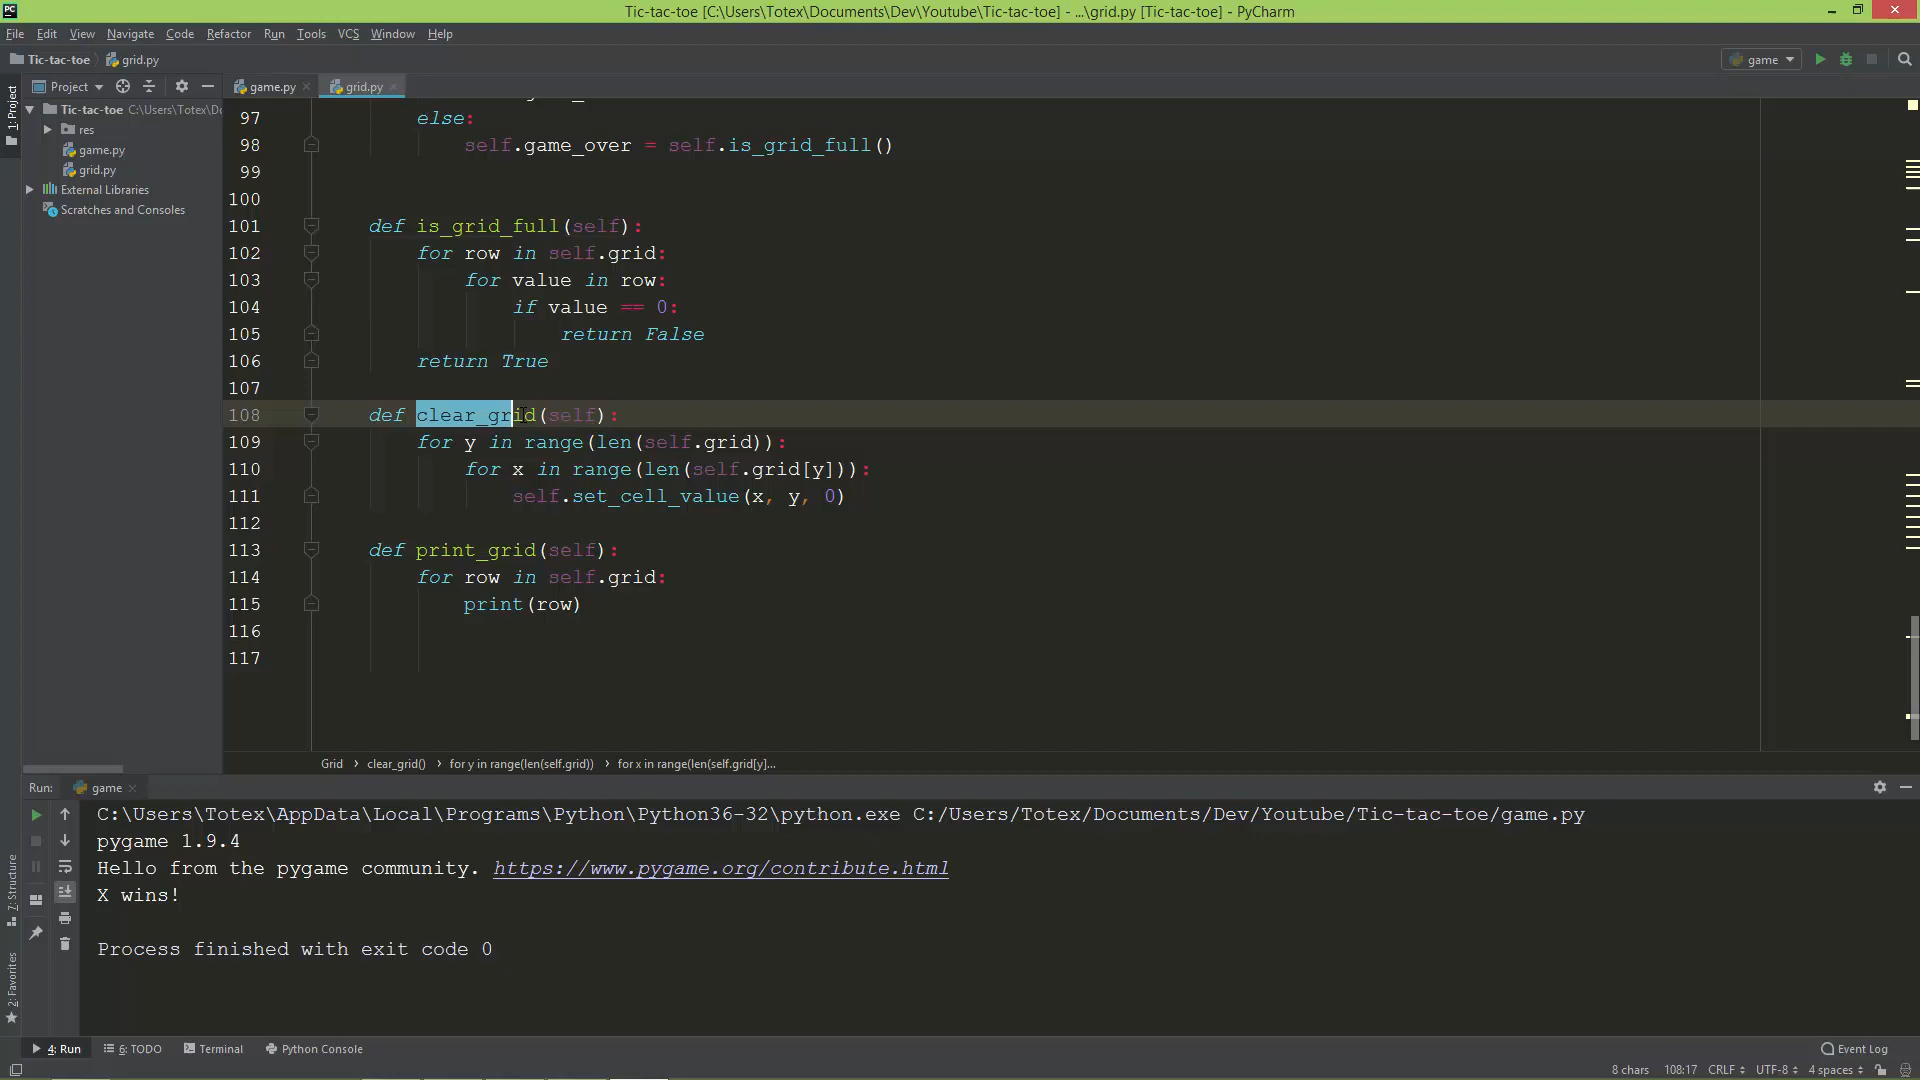 PC
Tic-tac-toe [C:\Users\Totex\Documents\Dev\Youtube\Tic-tac-toe] - ...\grid.py [Tic-tac-toe] - PyCharm
File Edit View Navigate Code Refactor Run Tools VCS Window Help
Tic-tac-toe grid.py game
Project game.py grid.py
1: Project
Tic-tac-toe C:\Users\Totex\Do
res
game.py
grid.py
External Libraries
Scratches and Consoles
97 else:
98 self.game_over = self.is_grid_full()
99
100
101 def is_grid_full(self):
102 for row in self.grid:
103 for value in row:
104 if value == 0:
105 return False
106 return True
107
108 def clear_grid(self):
109 for y in range(len(self.grid)):
110 for x in range(len(self.grid[y])):
111 self.set_cell_value(x, y, 0)
112
113 def print_grid(self):
114 for row in self.grid:
115 print(row)
116
117
Grid › clear_grid() › for y in range(len(self.grid)) › for x in range(len(self.grid[y]...
Run: game
C:\Users\Totex\AppData\Local\Programs\Python\Python36-32\python.exe C:/Users/Totex/Documents/Dev/Youtube/Tic-tac-toe/game.py
pygame 1.9.4
Hello from the pygame community. https://www.pygame.org/contribute.html
X wins!
Process finished with exit code 0
7: Structure
2: Favorites
4: Run 6: TODO Terminal Python Console Event Log
8 chars 108:17 CRLF UTF-8 4 spaces